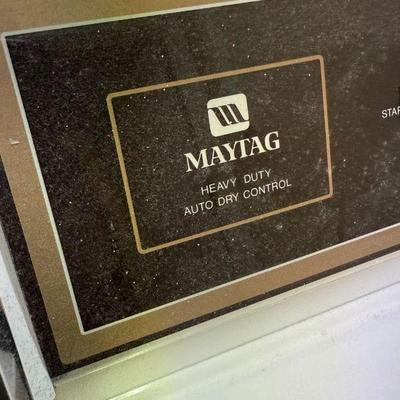 MAYTAG
HEAVY DUTY
AUTO DRY CONTROL